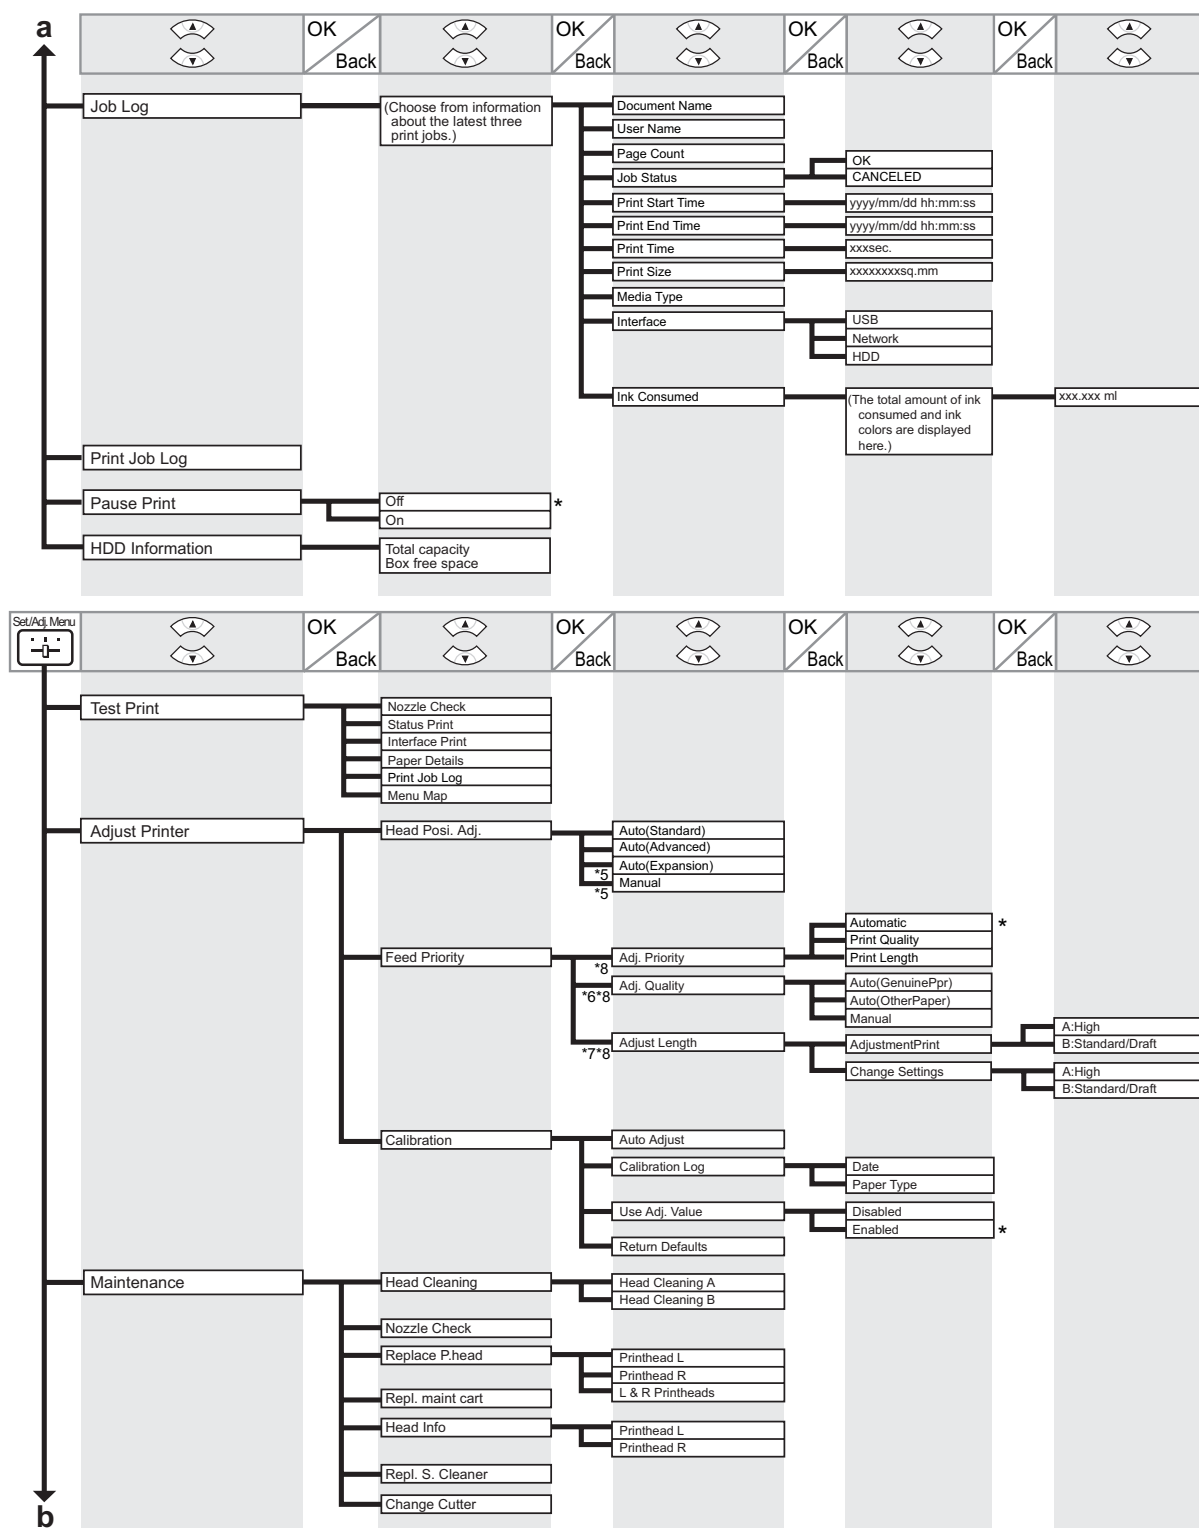 a
OK
Back
OK
Back
OK
Back
OK
Back
Job Log
(Choose from information
about the latest three
print jobs.)
Document Name
User Name
Page Count
Job Status
OK
CANCELED
Print Start Time
yyyy/mm/dd hh:mm:ss
Print End Time
yyyy/mm/dd hh:mm:ss
Print Time
xxxsec.
Print Size
xxxxxxxxsq.mm
Media Type
Interface
USB
Network
HDD
Ink Consumed
(The total amount of ink
consumed and ink
colors are displayed
here.)
xxx.xxx ml
Print Job Log
Pause Print
Off
*
On
HDD Information
Total capacity
Box free space
Set/Adj. Menu
OK
Back
OK
Back
OK
Back
OK
Back
Test Print
Nozzle Check
Status Print
Interface Print
Paper Details
Print Job Log
Menu Map
Adjust Printer
Head Posi. Adj.
Auto(Standard)
Auto(Advanced)
Auto(Expansion)
*5
Manual
*5
Feed Priority
*8
Adj. Priority
Automatic
*
Print Quality
Print Length
*6*8
Adj. Quality
Auto(GenuinePpr)
Auto(OtherPaper)
Manual
*7*8
Adjust Length
AdjustmentPrint
A:High
B:Standard/Draft
Change Settings
A:High
B:Standard/Draft
Calibration
Auto Adjust
Calibration Log
Date
Paper Type
Use Adj. Value
Disabled
Enabled
*
Return Defaults
Maintenance
Head Cleaning
Head Cleaning A
Head Cleaning B
Nozzle Check
Replace P.head
Printhead L
Printhead R
L & R Printheads
Repl. maint cart
Head Info
Printhead L
Printhead R
Repl. S. Cleaner
Change Cutter
b